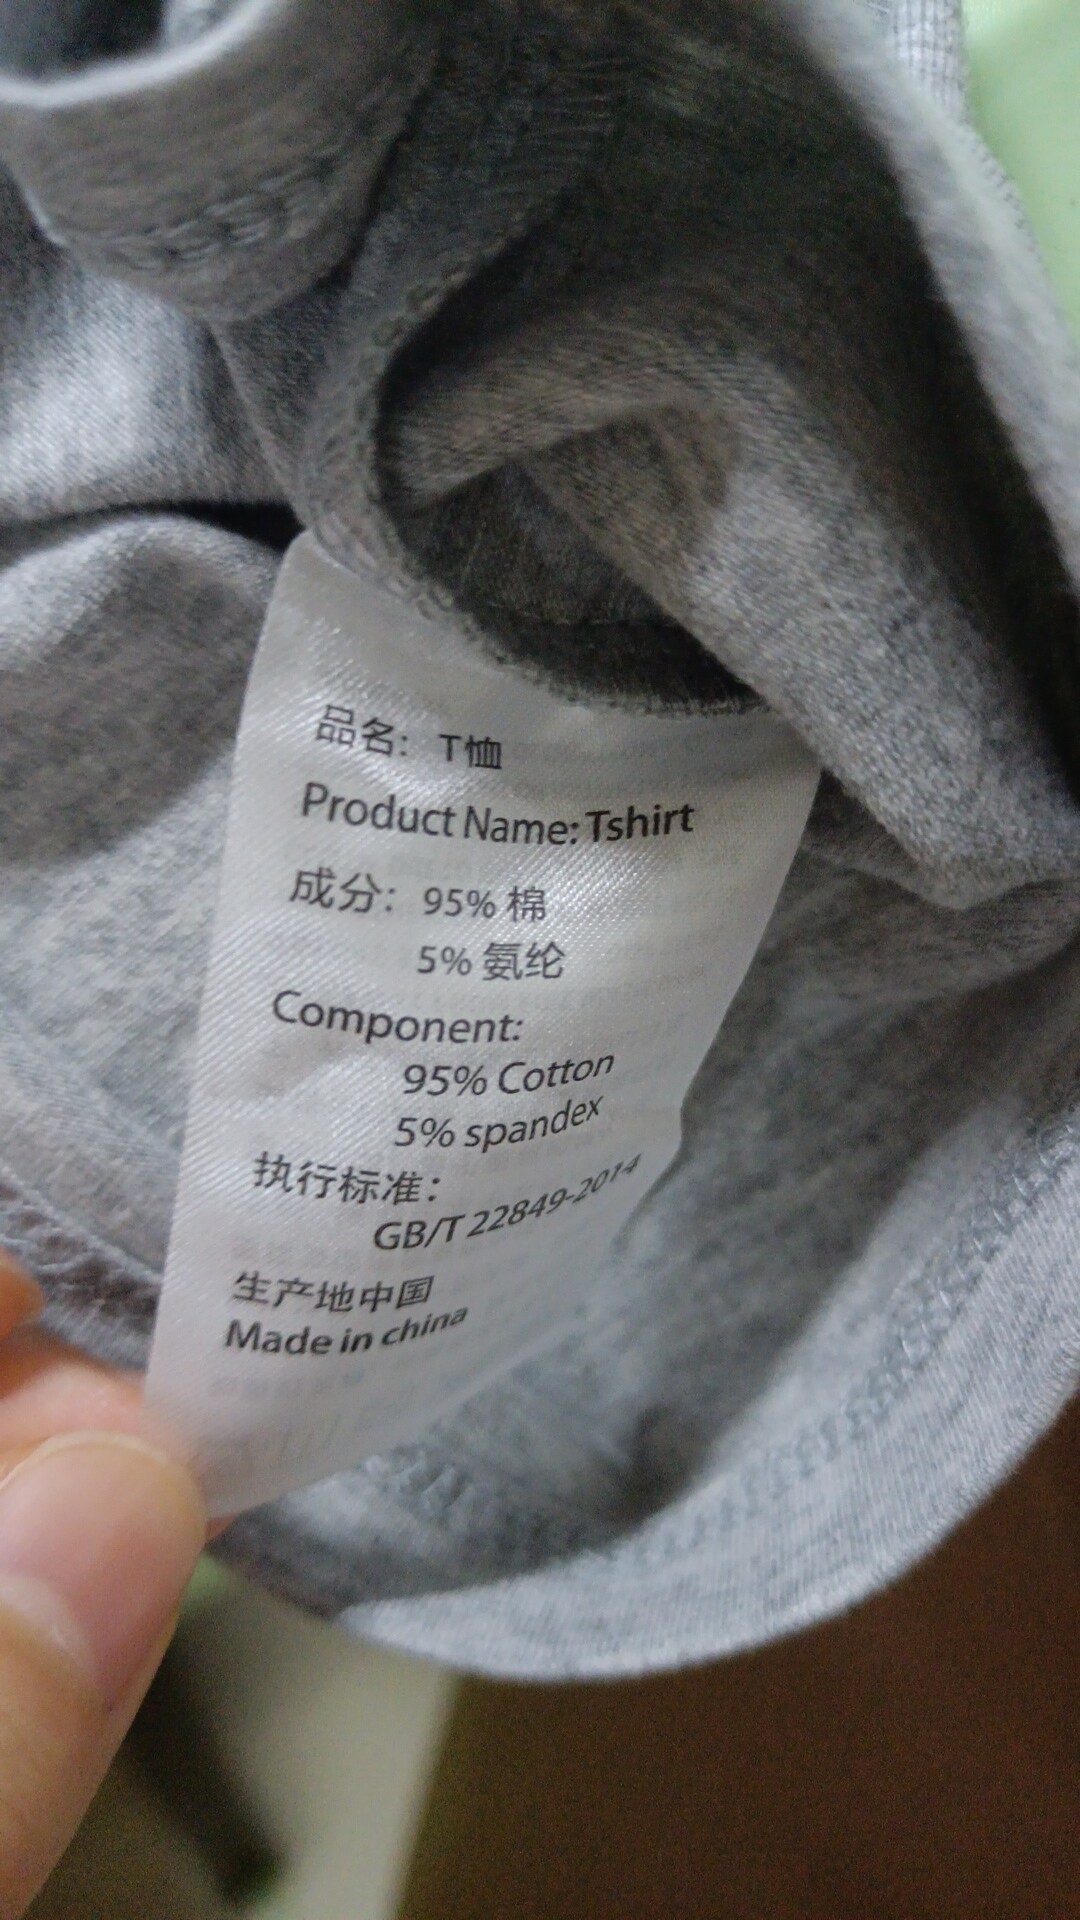 品名：T恤
Product Name: Tshirt
成分：95% 棉
5% 氨纶
Component:
95% Cotton
5% spandex
执行标准：
GB/T 22849-2014
生产地中国
Made in china